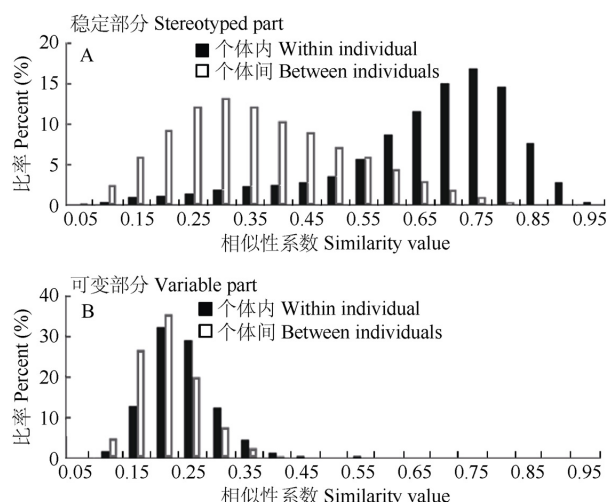 稳定部分 Stereotyped part
A
个体内 Within individual
个体间 Between individuals
比率 Percent (%)
20
15
10
5
0
0.05 0.15 0.25 0.35 0.45 0.55 0.65 0.75 0.85 0.95
相似性系数 Similarity value
可变部分 Variable part
B
个体内 Within individual
个体间 Between individuals
比率 Percent (%)
40
30
20
10
0
0.05 0.15 0.25 0.35 0.45 0.55 0.65 0.75 0.85 0.95
相似性系数 Similarity value